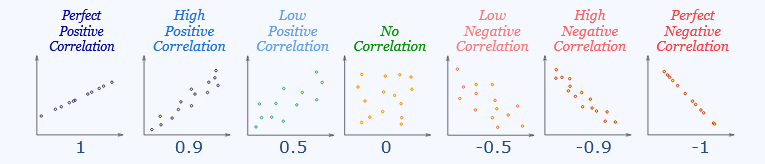 Perfect
Positive
Correlation
High
Positive
Correlation
Low
Positive
Correlation
No
Correlation
Low
Negative
Correlation
High
Negative
Correlation
Perfect
Negative
Correlation
1
0.9
0.5
0
-0.5
-0.9
-1